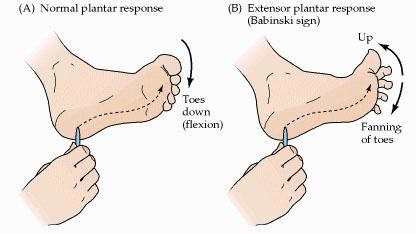 (A) Normal plantar response
Toes
down
(flexion)
(B) Extensor plantar response
(Babinski sign)
Up
Fanning
of toes